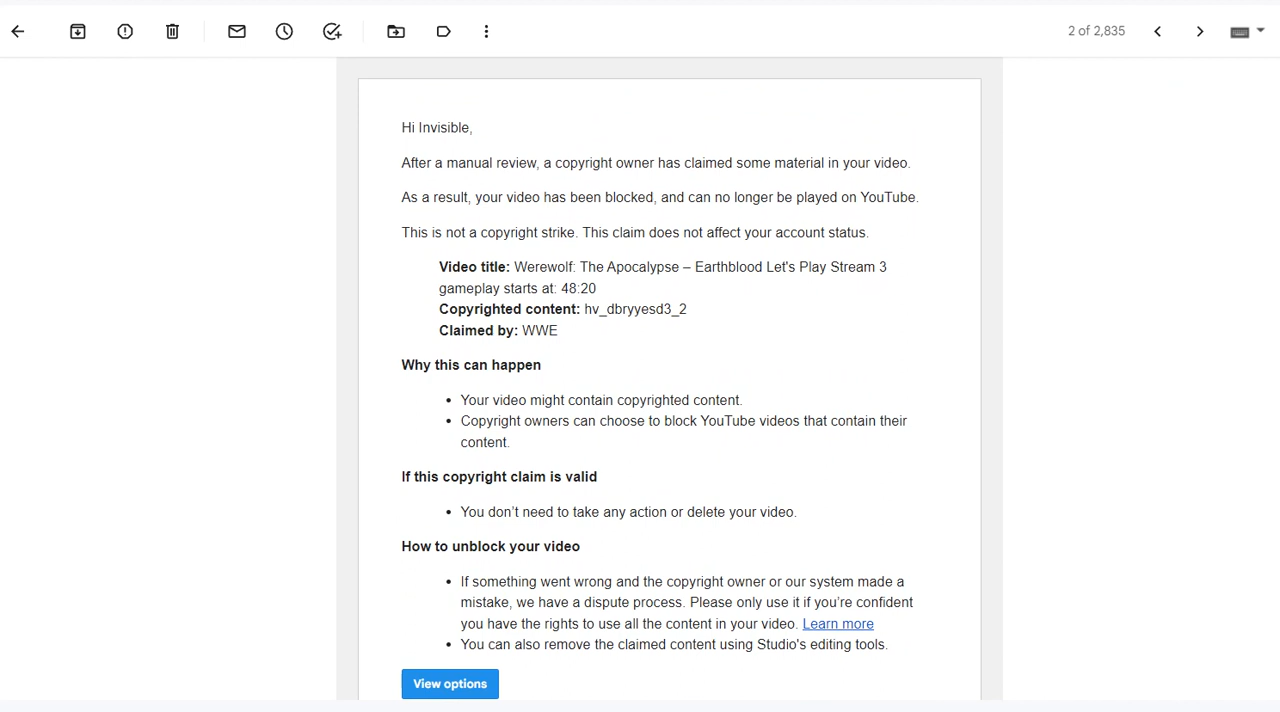 2 of 2,835
Hi Invisible,
After a manual review, a copyright owner has claimed some material in your video.
As a result, your video has been blocked, and can no longer be played on YouTube.
This is not a copyright strike. This claim does not affect your account status.
Video title: Werewolf: The Apocalypse – Earthblood Let's Play Stream 3
gameplay starts at: 48:20
Copyrighted content: hv_dbryyesd3_2
Claimed by: WWE
Why this can happen
• Your video might contain copyrighted content.
• Copyright owners can choose to block YouTube videos that contain their
content.
If this copyright claim is valid
• You don’t need to take any action or delete your video.
How to unblock your video
• If something went wrong and the copyright owner or our system made a
mistake, we have a dispute process. Please only use it if you’re confident
you have the rights to use all the content in your video. Learn more
• You can also remove the claimed content using Studio's editing tools.
View options